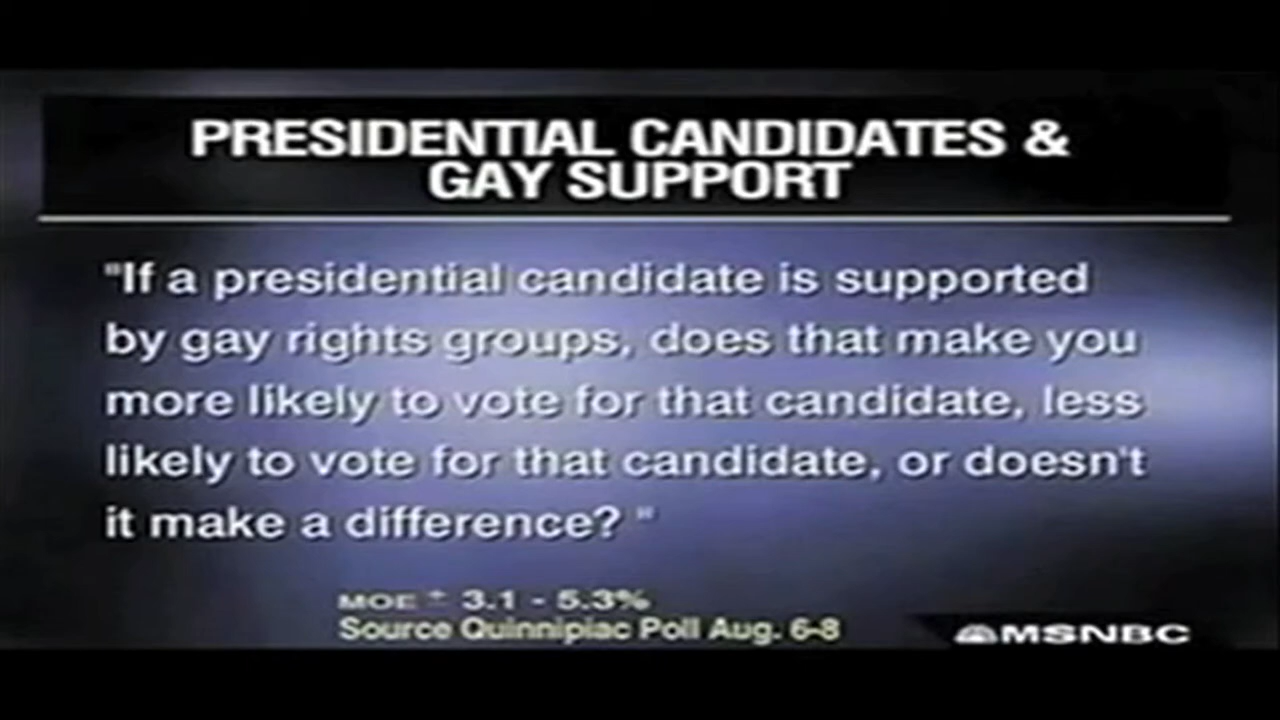 PRESIDENTIAL CANDIDATES &
GAY SUPPORT
"If a presidential candidate is supported
by gay rights groups, does that make you
more likely to vote for that candidate, less
likely to vote for that candidate, or doesn't
it make a difference? "
MOE ± 3.1 - 5.3%
Source Quinnipiac Poll Aug. 6-8
MSNBC